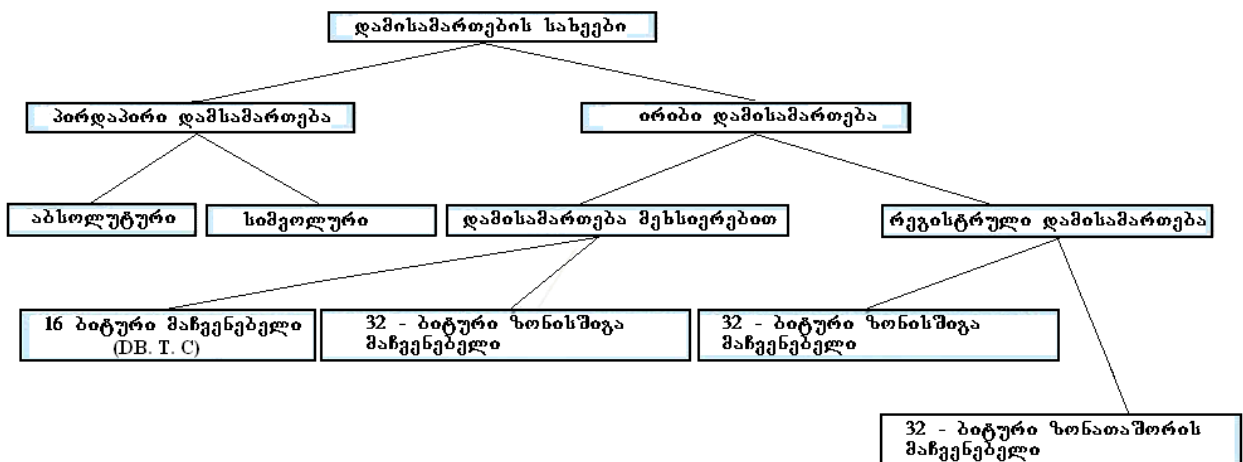 დამისამართების სახეები
პირდაპირი დამსამართება
ირიბი დამისამართება
აბსოლუტური
სიმეოლური
დამისამართება მეხსიერებით
რეგისტრული დამისამართება
16 ბიტური მაჩვენებელი
(DB. T. C)
32 - ბიტური ზონისშიგა
მაჩვენებელი
32 - ბიტური ზონისშიგა
მაჩვენებელი
32 - ბიტური ზონათაშორის
მაჩვენებელი